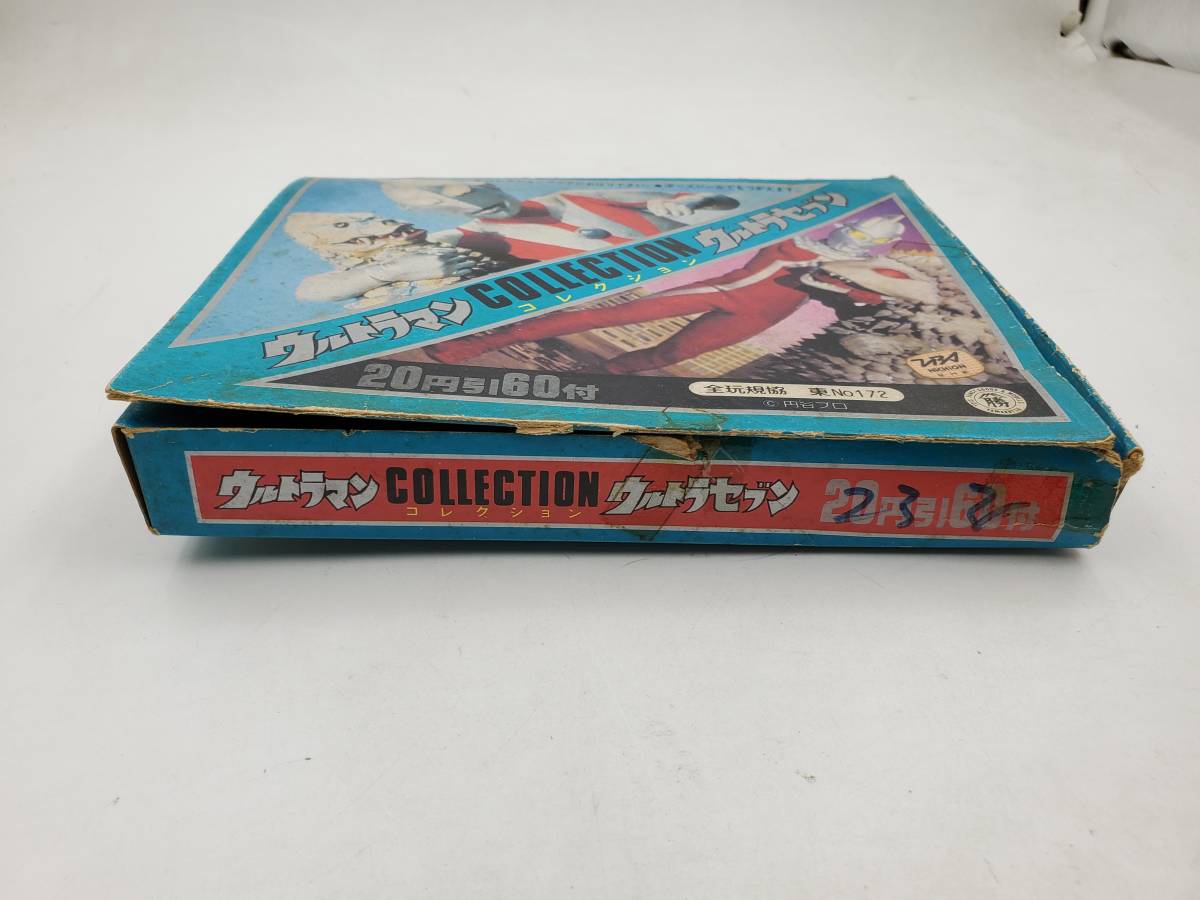 ウルトラマン COLLECTION ウルトラセブン
コレクション
20円引60付
全玩規協 東No172
©円谷プロ
NICHION
勝
ウルトラマン COLLECTION ウルトラセブン 20円引60付
コレクション
23